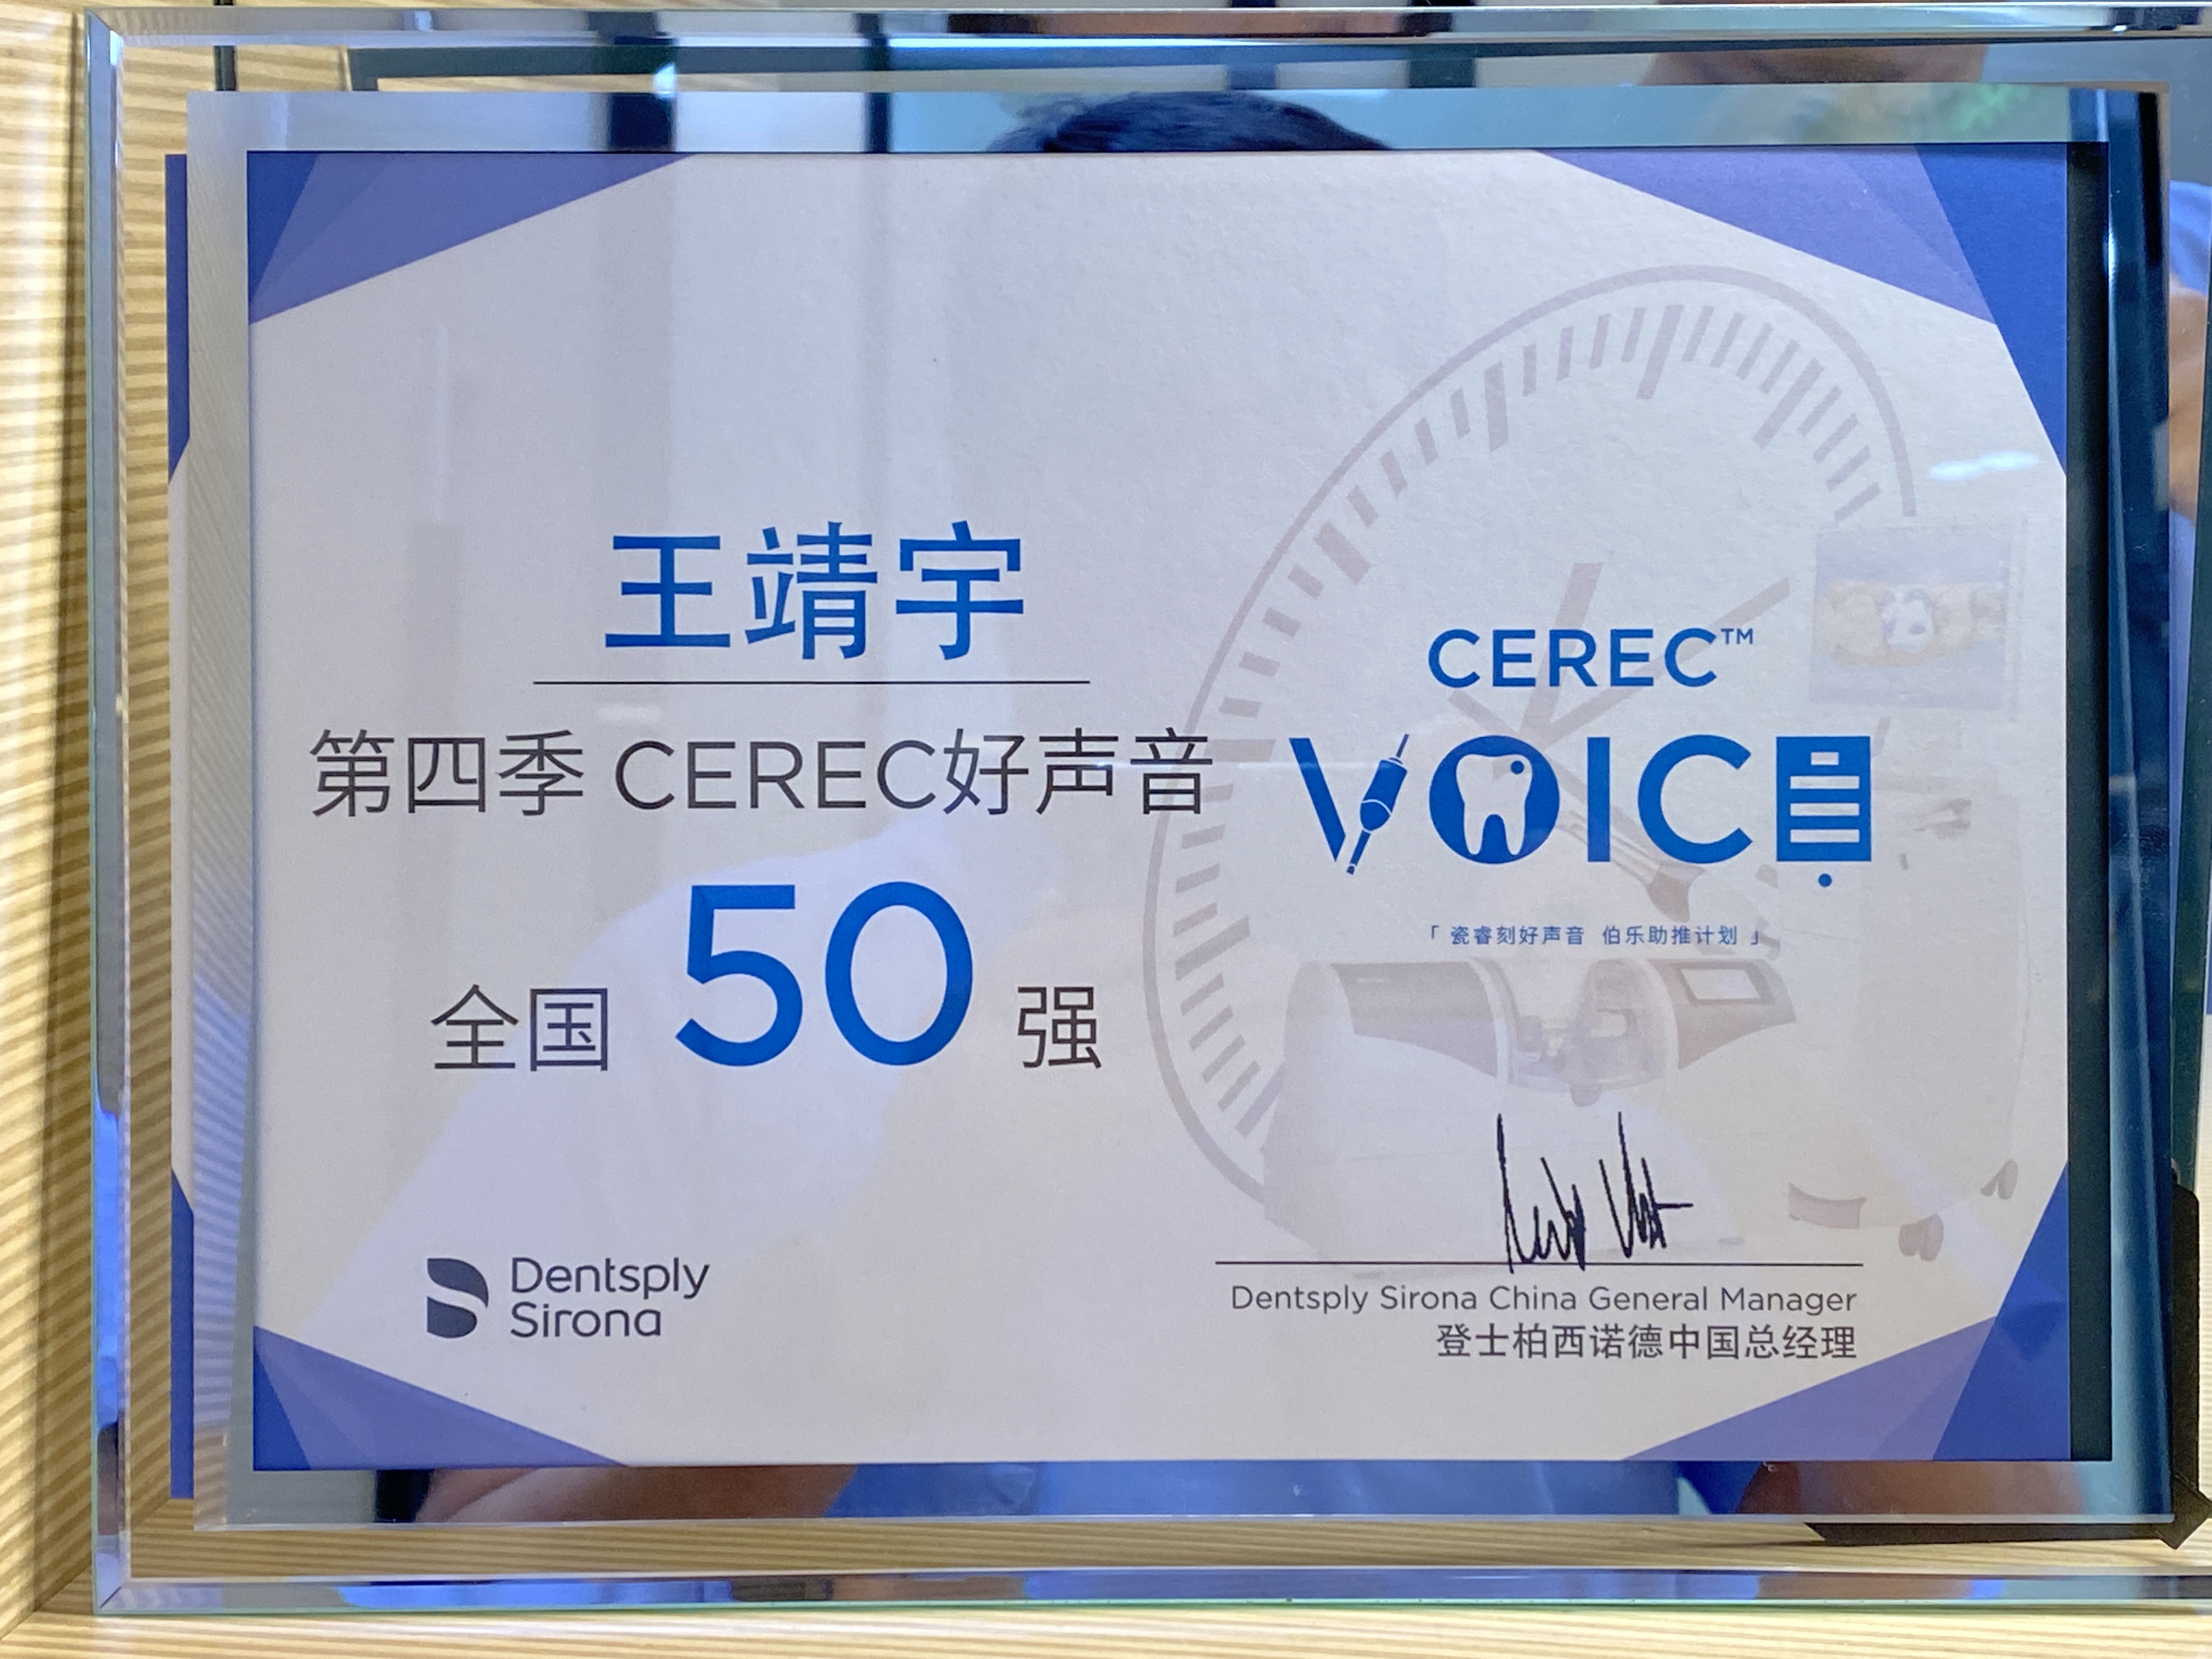 王靖宇
第四季 CEREC好声音
全国 50 强
CEREC™
VOICE
「 瓷睿刻好声音 伯乐助推计划 」
Dentsply
Sirona
Dentsply Sirona China General Manager
登士柏西诺德中国总经理